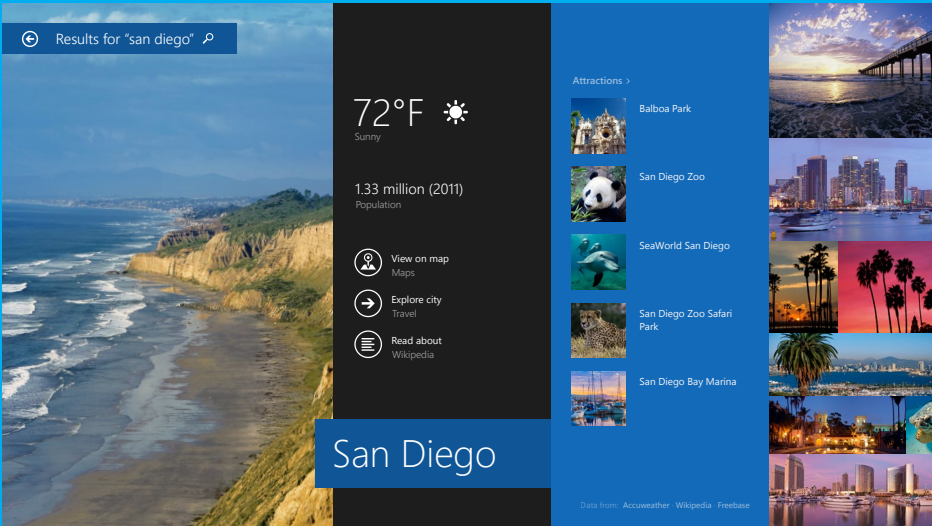 Results for "san diego"
72°F
Sunny
1.33 million (2011)
Population
View on map
Maps
Explore city
Travel
Read about
Wikipedia
San Diego
Attractions >
Balboa Park
San Diego Zoo
SeaWorld San Diego
San Diego Zoo Safari
Park
San Diego Bay Marina
Data from: Accuweather · Wikipedia · Freebase